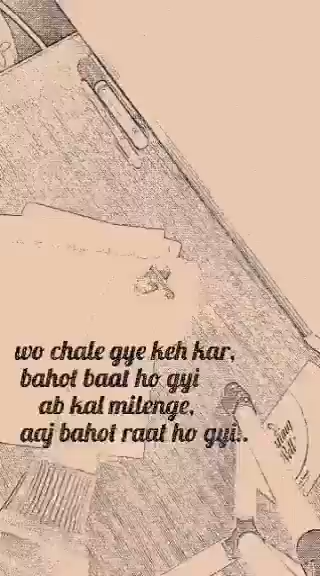 wo chale gye keh kar,
bahot baat ho gyi
ab kal milenge,
aaj bahot raat ho gyi..